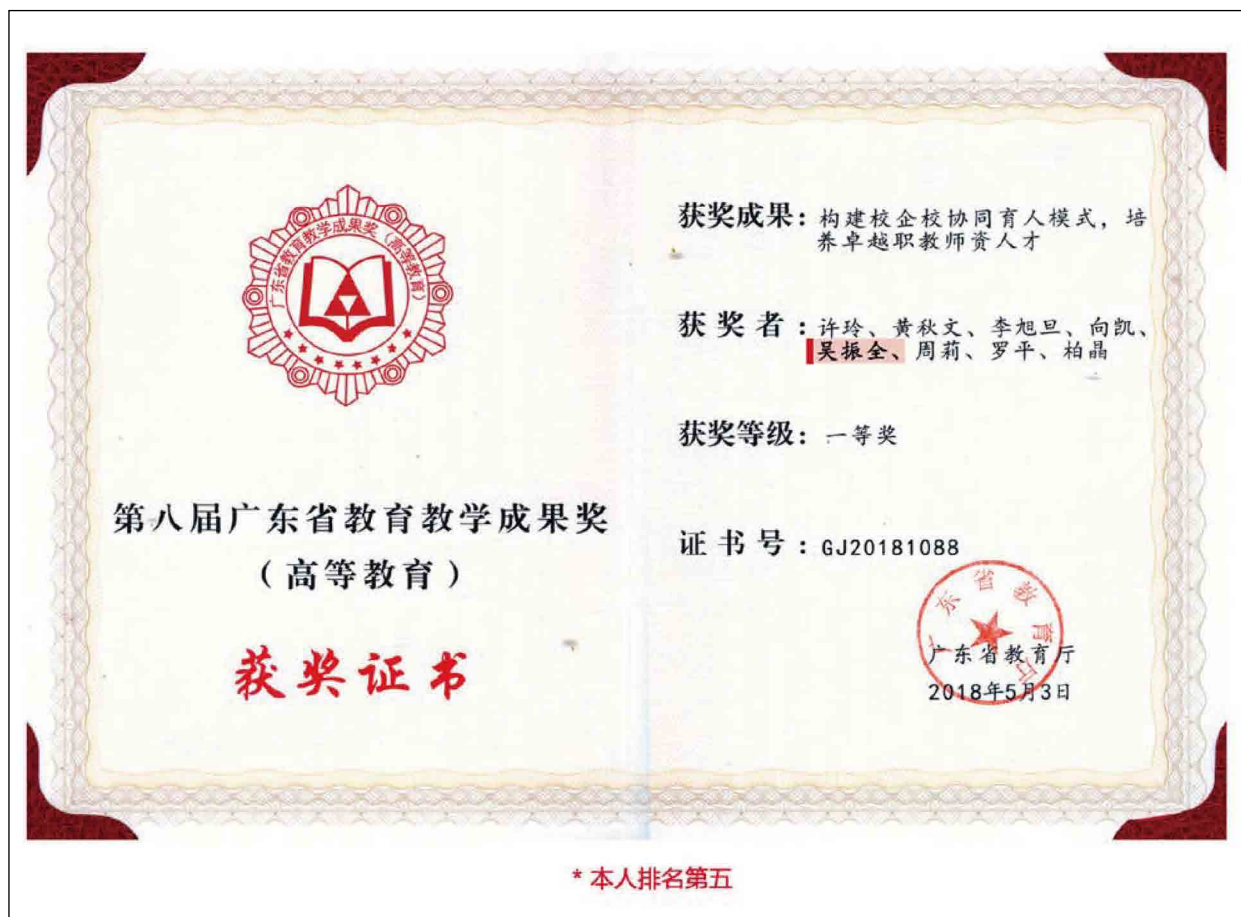 广东省教育教学成果奖（高等教育）
第八届广东省教育教学成果奖
（高等教育）
获奖证书
获奖成果：构建校企校协同育人模式，培
养卓越职教师资人才
获奖者：许玲、黄秋文、李旭旦、向凯、
吴振全、周莉、罗平、柏晶
获奖等级：一等奖
证书号：GJ20181088
广东省教育厅
广东省教育厅
2018年5月3日
* 本人排名第五